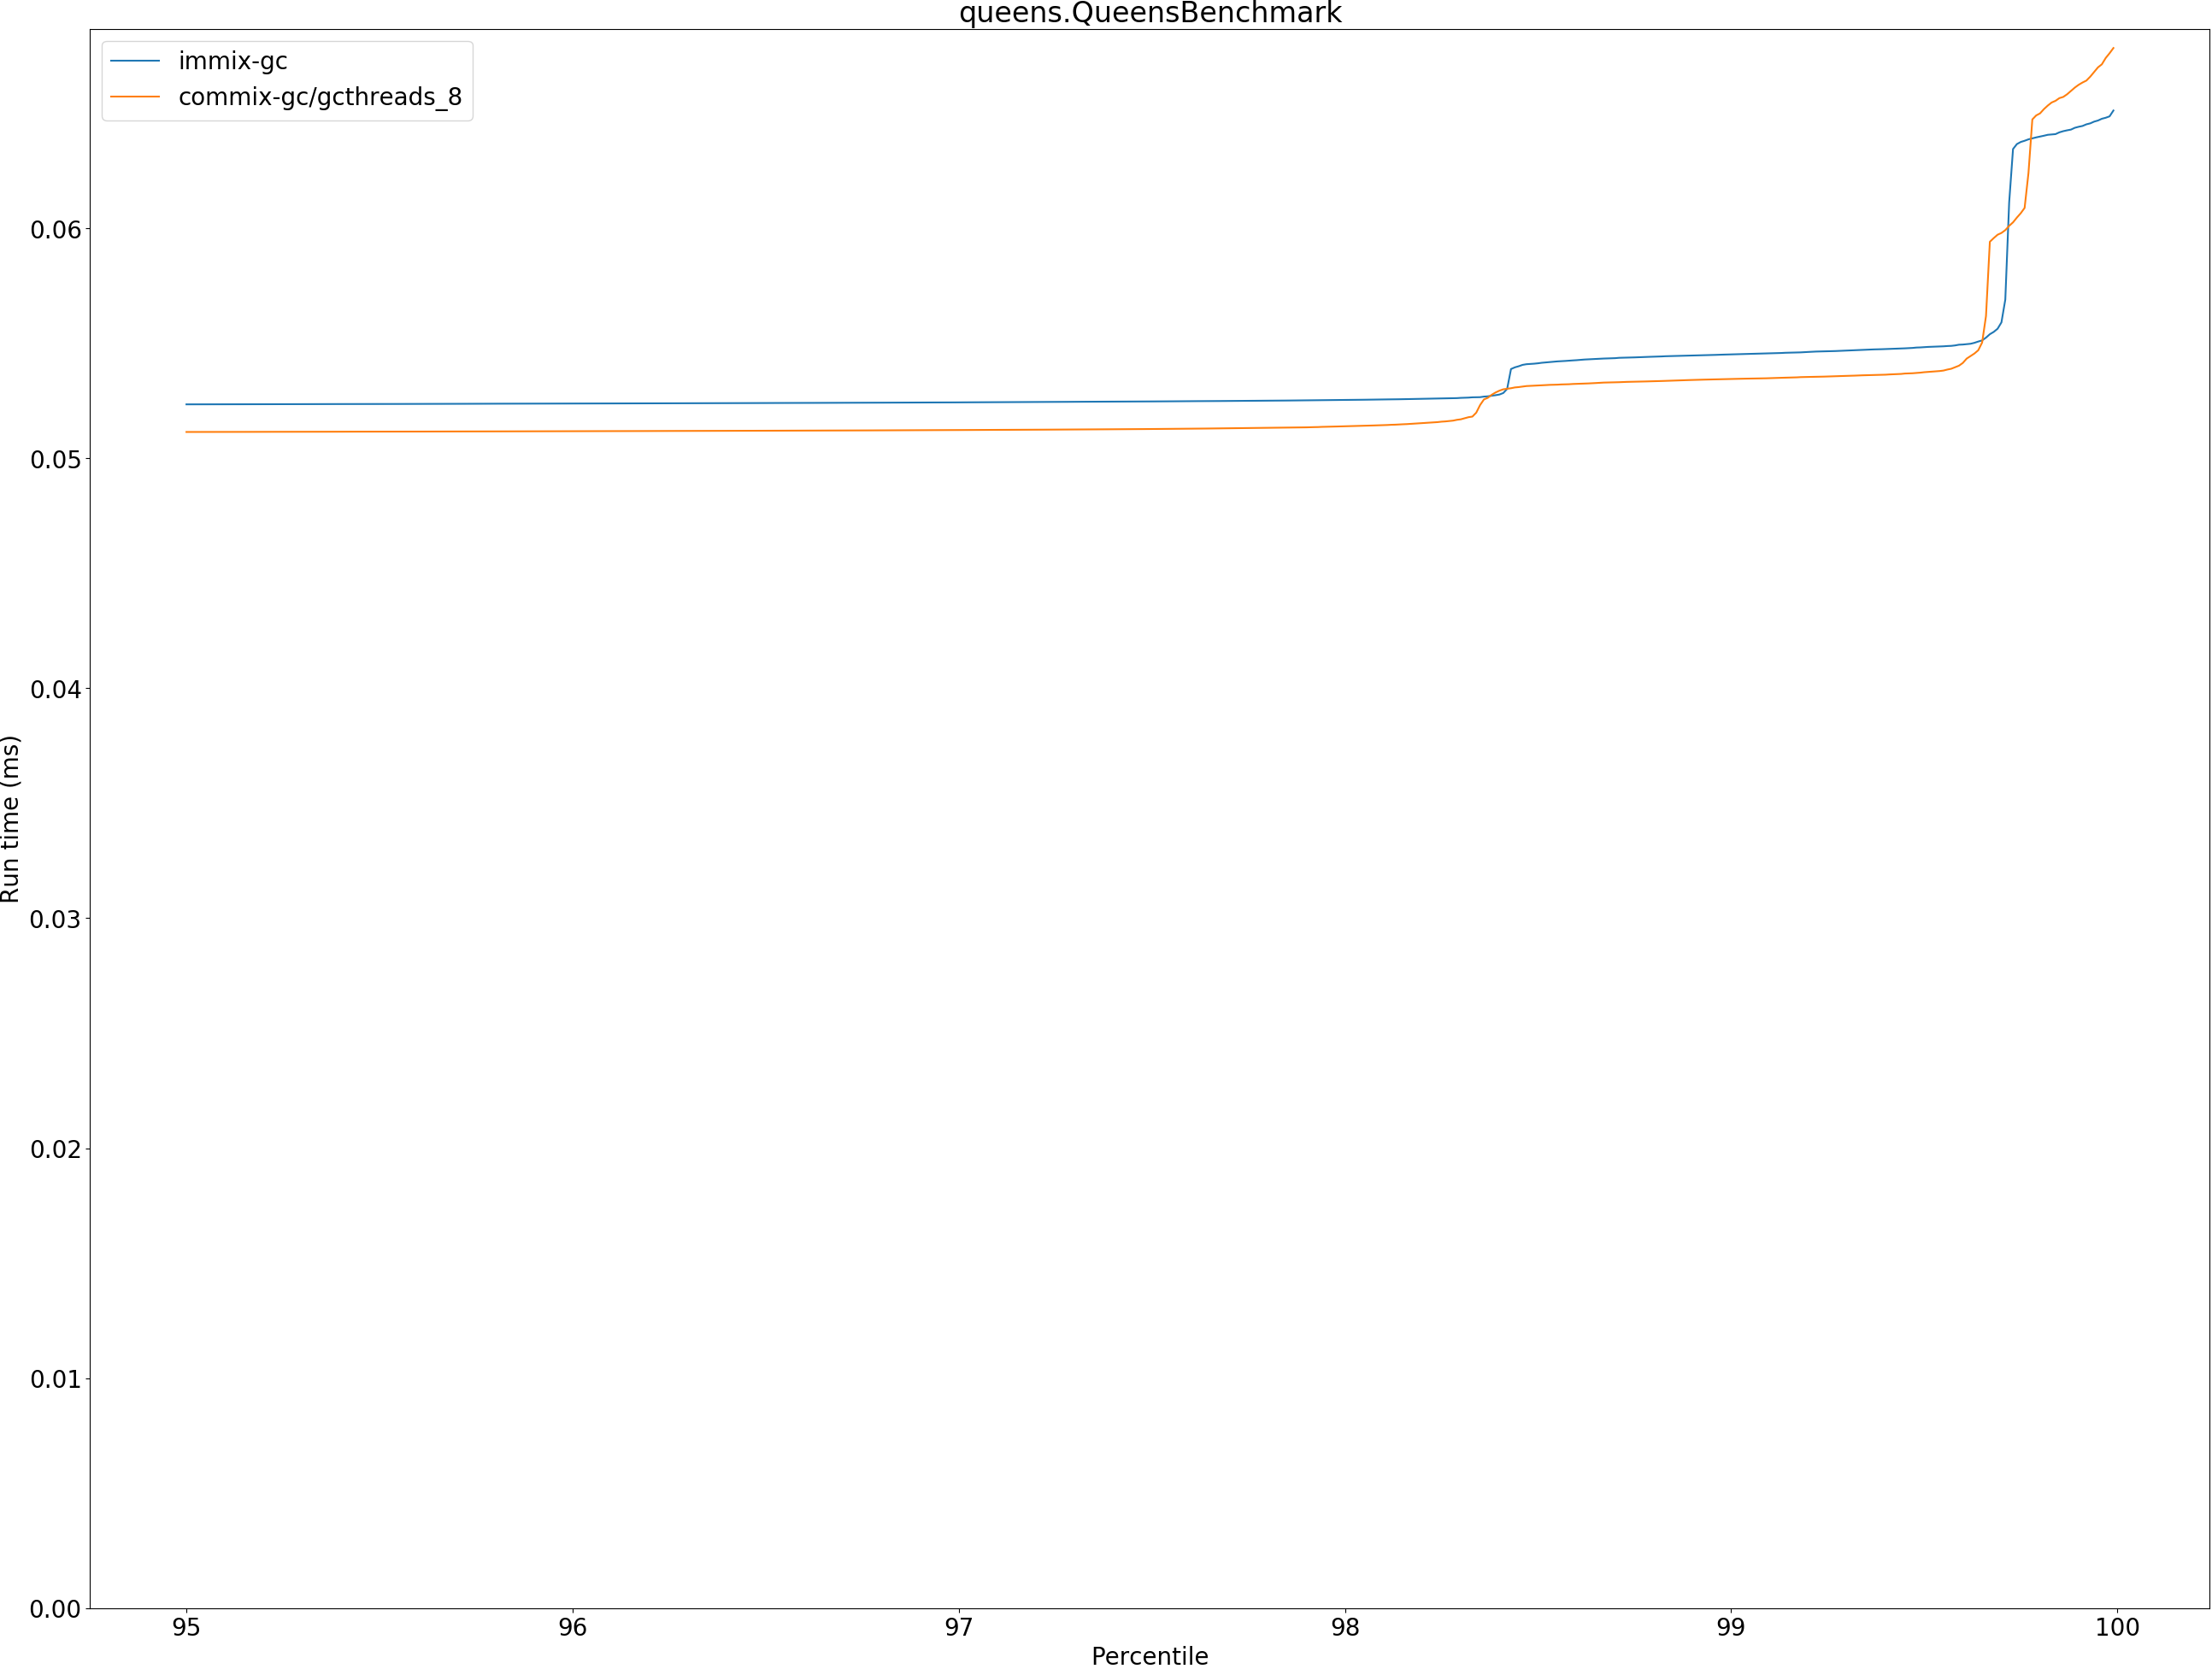 queens.QueensBenchmark
immix-gc
commix-gc/gcthreads_8
0.06
0.05
0.04
0.03
0.02
0.01
0.00
Run time (ms)
95 96 97 98 99 100
Percentile